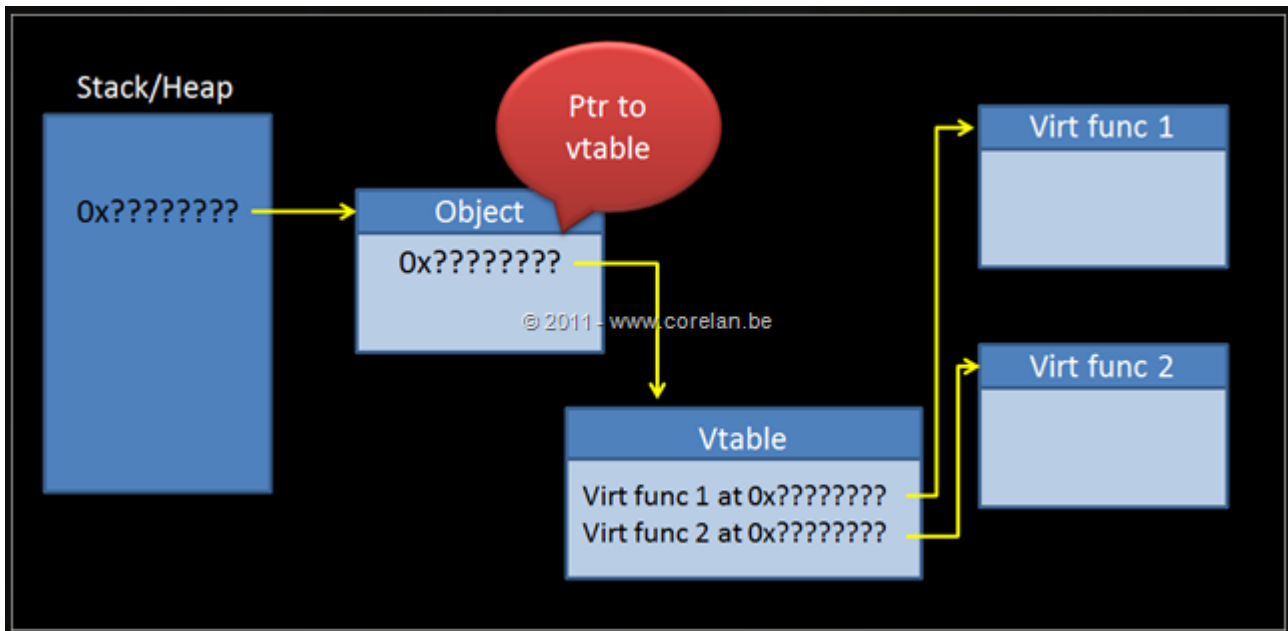 Stack/Heap
0x????????
Ptr to
vtable
Object
0x????????
© 2011 - www.corelan.be
Vtable
Virt func 1 at 0x????????
Virt func 2 at 0x????????
Virt func 1
Virt func 2